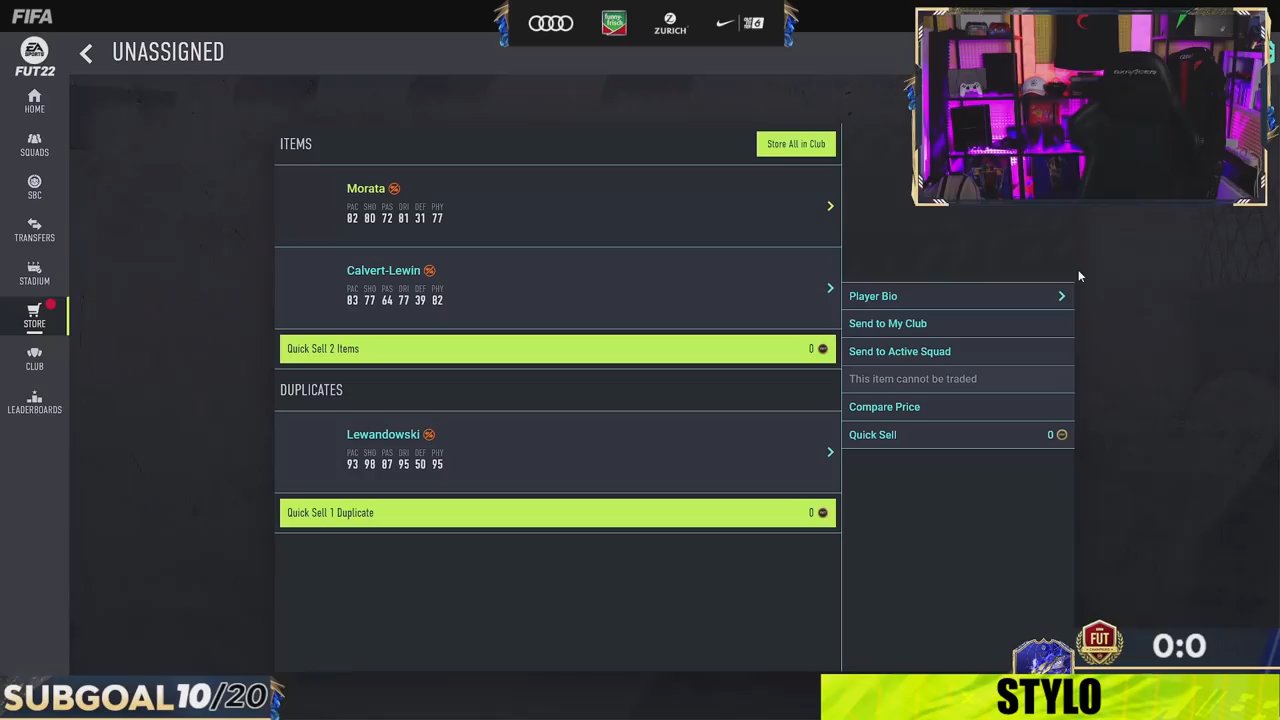 FIFA
EA SPORTS
FUT22
UNASSIGNED
funny-frisch
ZURICH
HOME
SQUADS
SBC
TRANSFERS
STADIUM
STORE
CLUB
LEADERBOARDS
ITEMS
Store All in Club
Morata
PAC SHO PAS DRI DEF PHY
82 80 72 81 31 77
Calvert-Lewin
PAC SHO PAS DRI DEF PHY
83 77 64 77 39 82
Quick Sell 2 Items 0
DUPLICATES
Lewandowski
PAC SHO PAS DRI DEF PHY
93 98 87 95 50 95
Quick Sell 1 Duplicate 0
Player Bio
Send to My Club
Send to Active Squad
This item cannot be traded
Compare Price
Quick Sell 0
FUT
0:0
SUBGOAL 10/20
STYLO